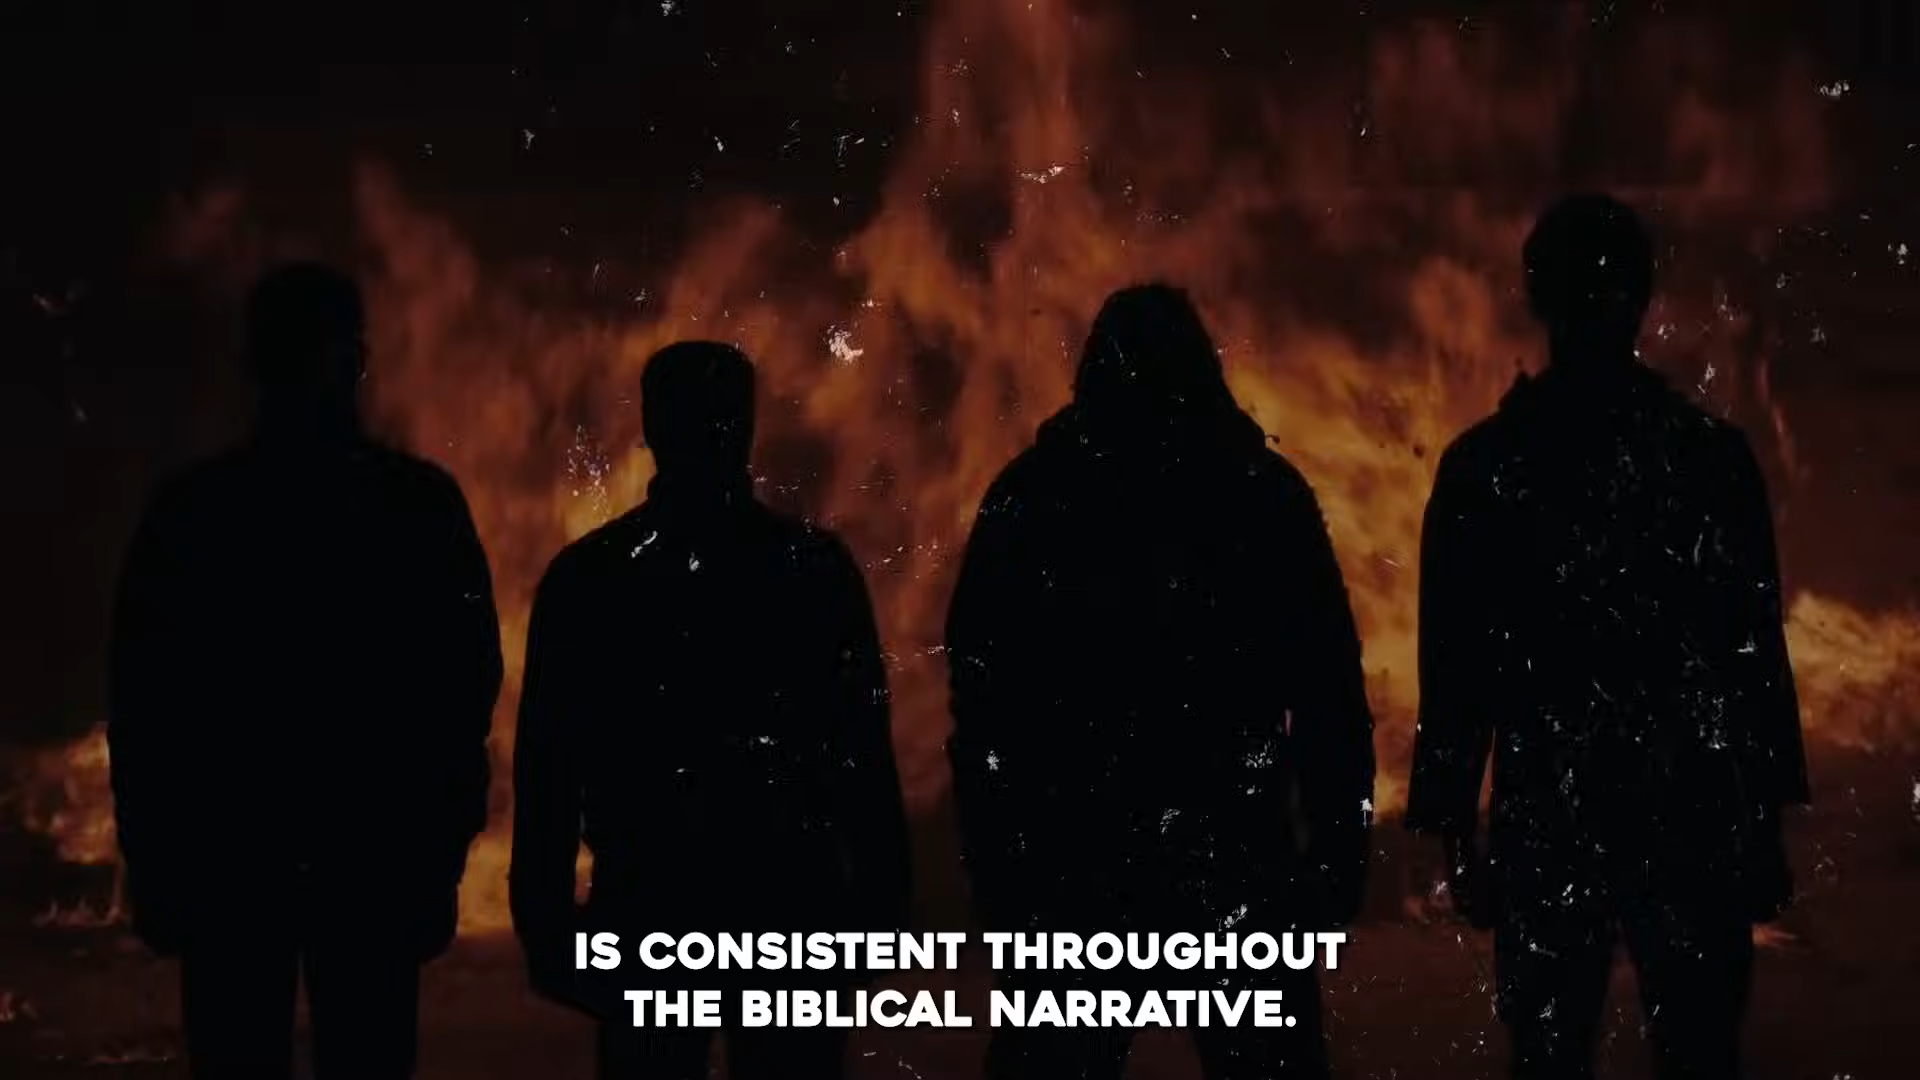 IS CONSISTENT THROUGHOUT
THE BIBLICAL NARRATIVE.